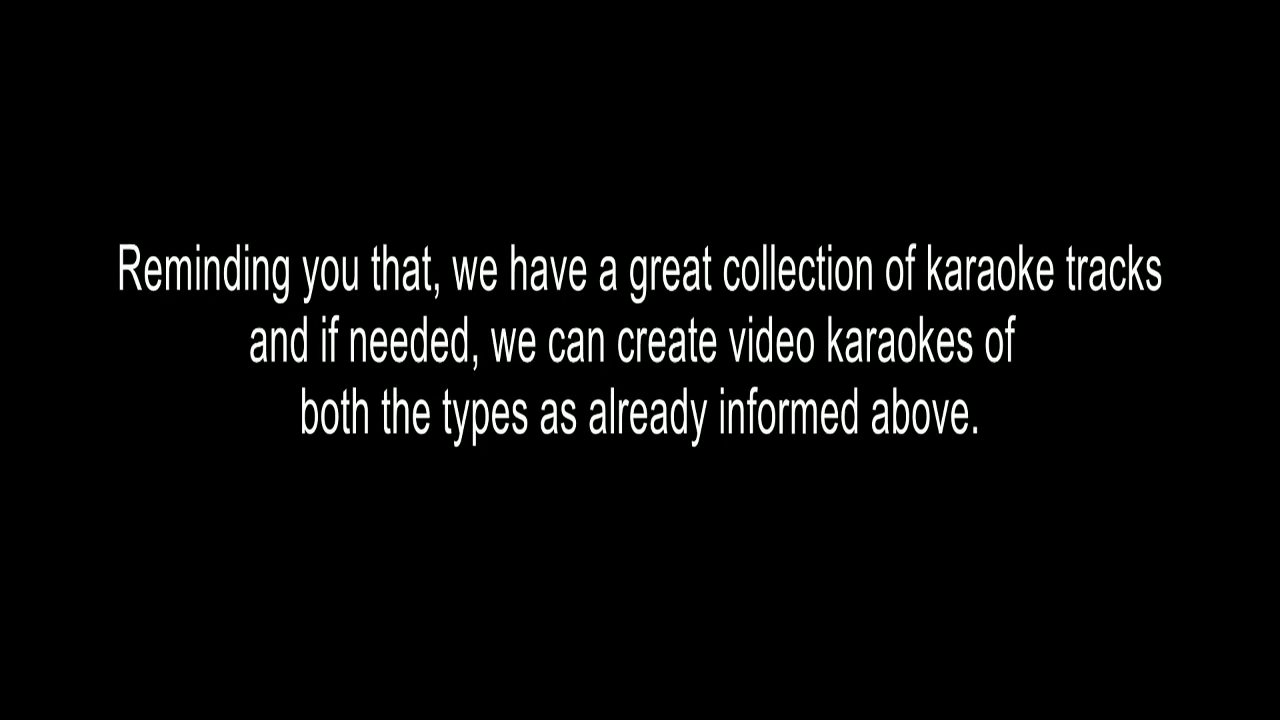 Reminding you that, we have a great collection of karaoke tracks
and if needed, we can create video karaokes of
both the types as already informed above.